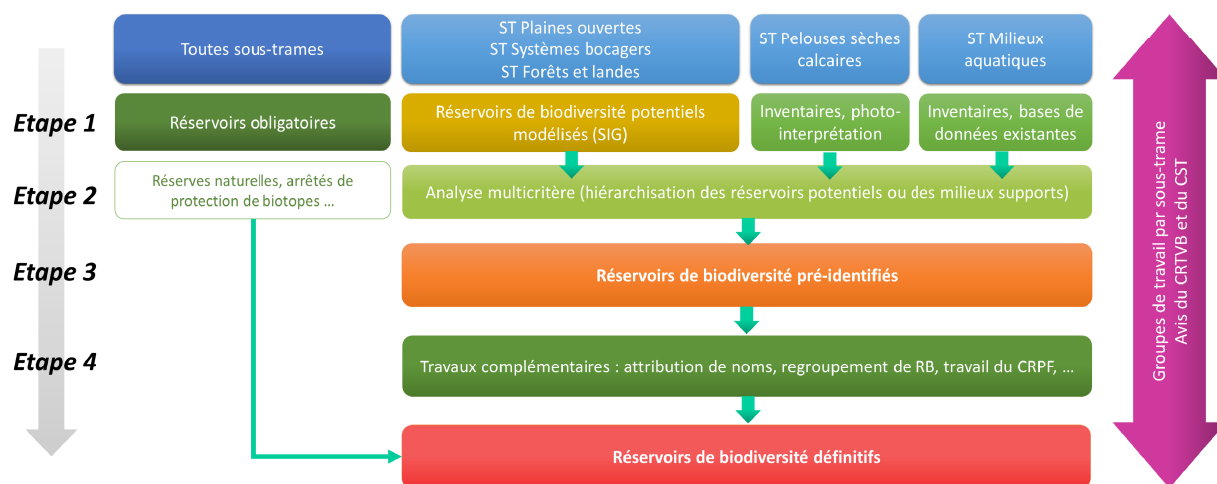 Toutes sous-trames
ST Plaines ouvertes
ST Systèmes bocagers
ST Forêts et landes
ST Pelouses sèches
calcaires
ST Milieux
aquatiques
Etape 1
Réservoirs obligatoires
Réservoirs de biodiversité potentiels
modélisés (SIG)
Inventaires, photo-
interprétation
Inventaires, bases de
données existantes
Etape 2
Réserves naturelles, arrêtés de
protection de biotopes ...
Analyse multicritère (hiérarchisation des réservoirs potentiels ou des milieux supports)
Etape 3
Réservoirs de biodiversité pré-identifiés
Etape 4
Travaux complémentaires : attribution de noms, regroupement de RB, travail du CRPF, ...
Réservoirs de biodiversité définitifs
Groupes de travail par sous-trame
Avis du CRTVB et du CST